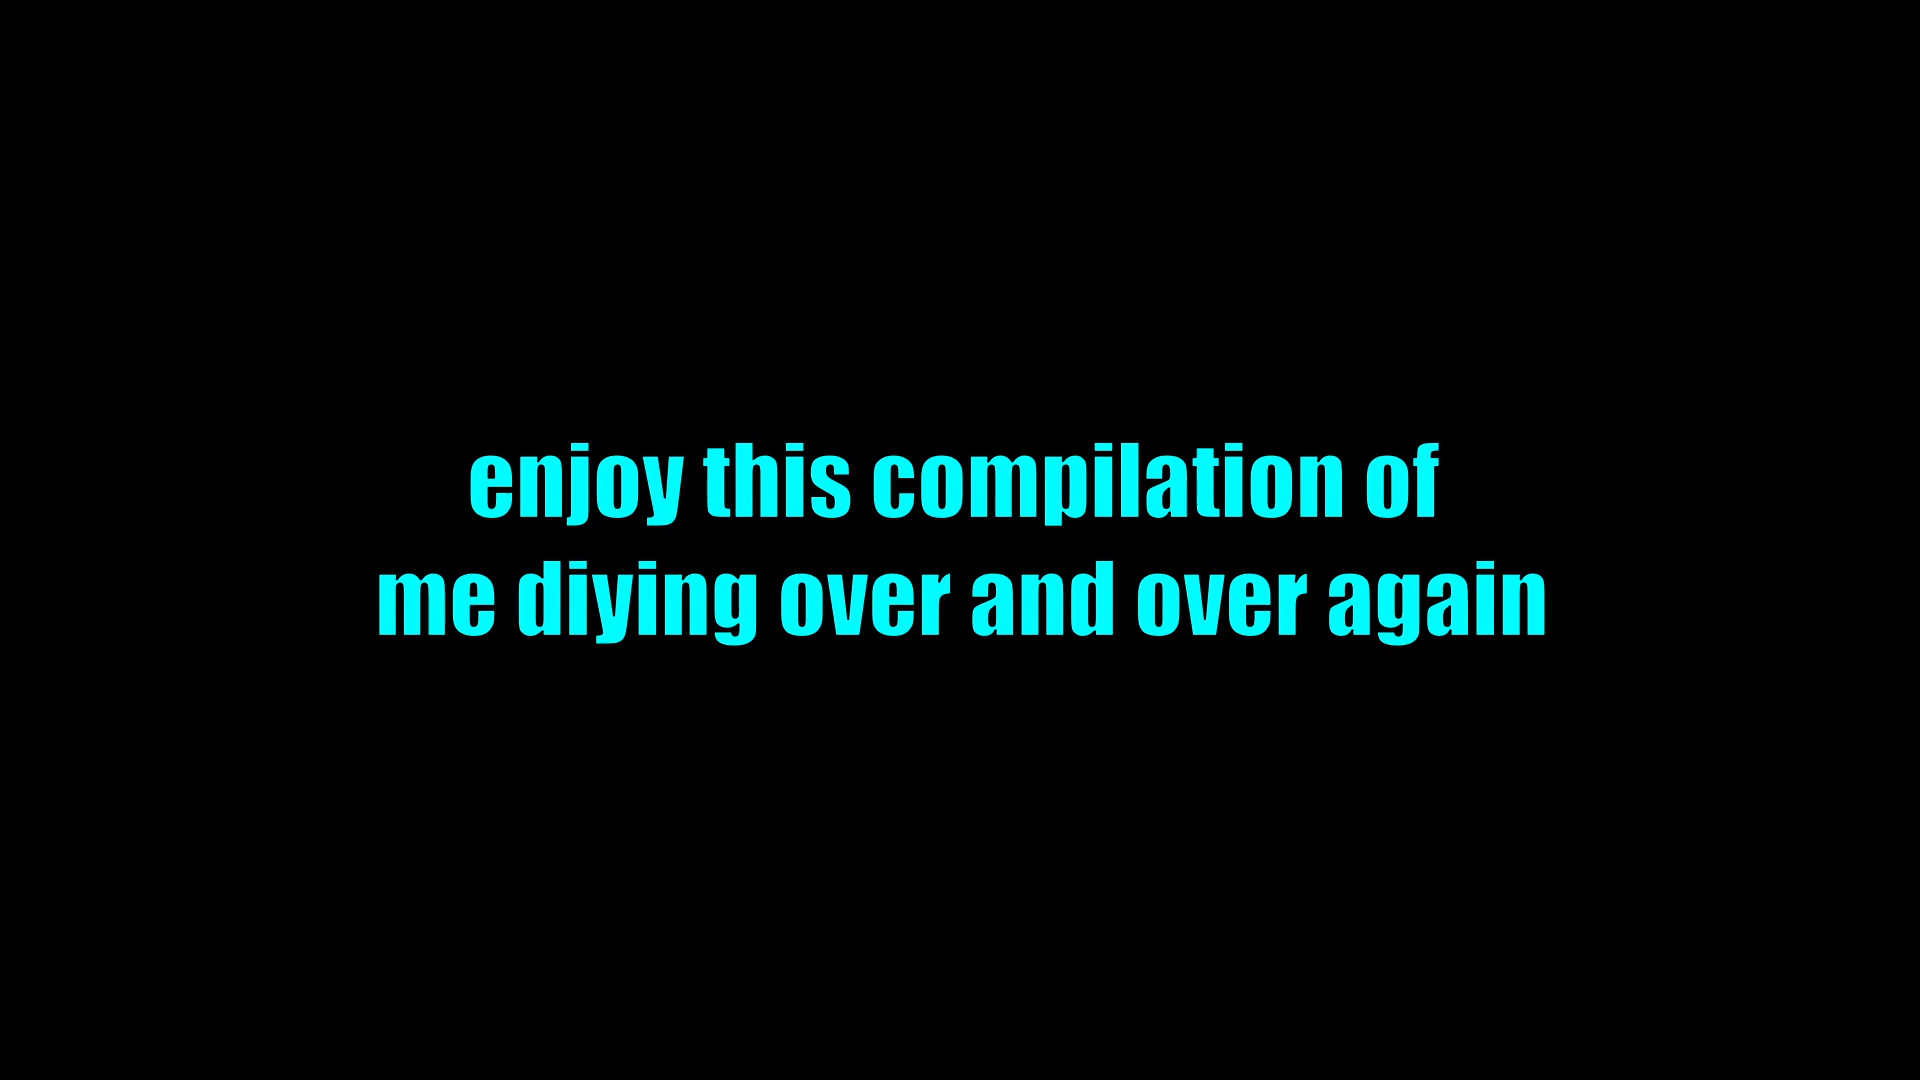 enjoy this compilation of
me diying over and over again